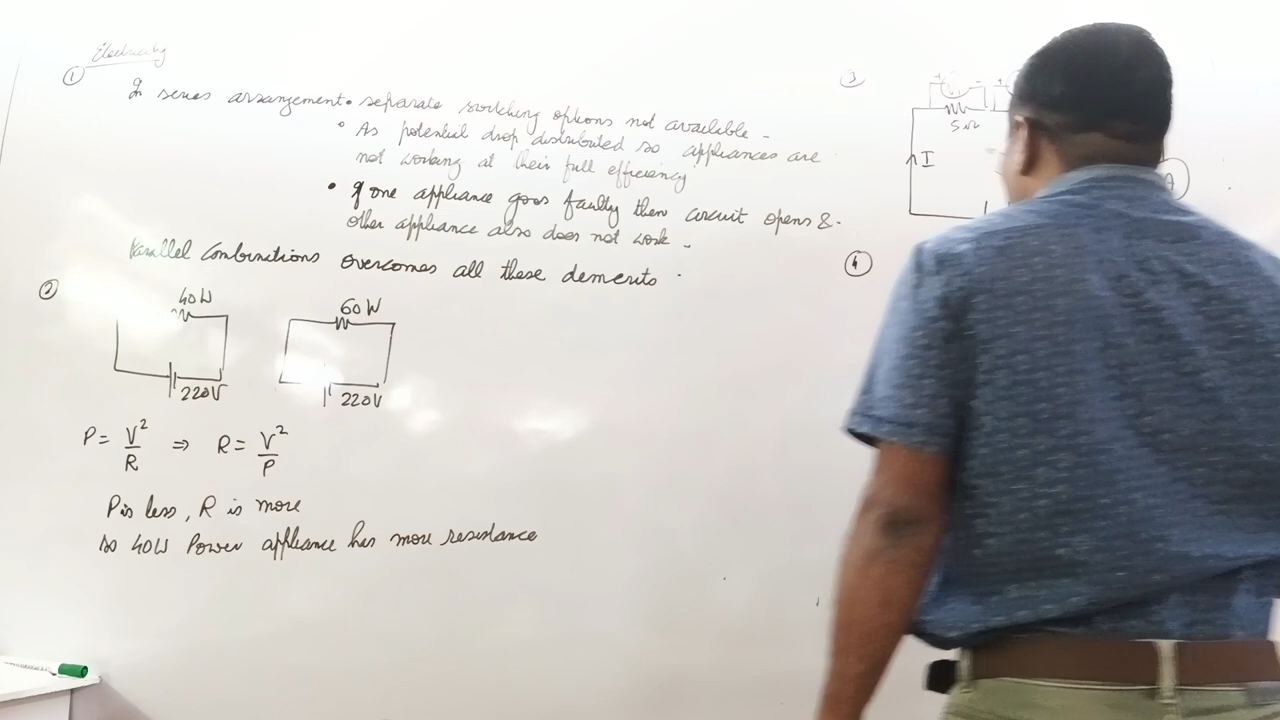 Electricity
①
In series arrangement • separate switching options not available -
• As potential drop distributed so appliances are
not working at their full efficiency
• If one appliance goes faulty then circuit opens &
other appliance also does not work -
Parallel combinations overcomes all these demerits .
②
40W
220V
60W
220V
P = V²/R ⇒ R = V²/P
P is less, R is more
so 40W Power appliance has more resistance
③
+ - +
5Ω
I
④